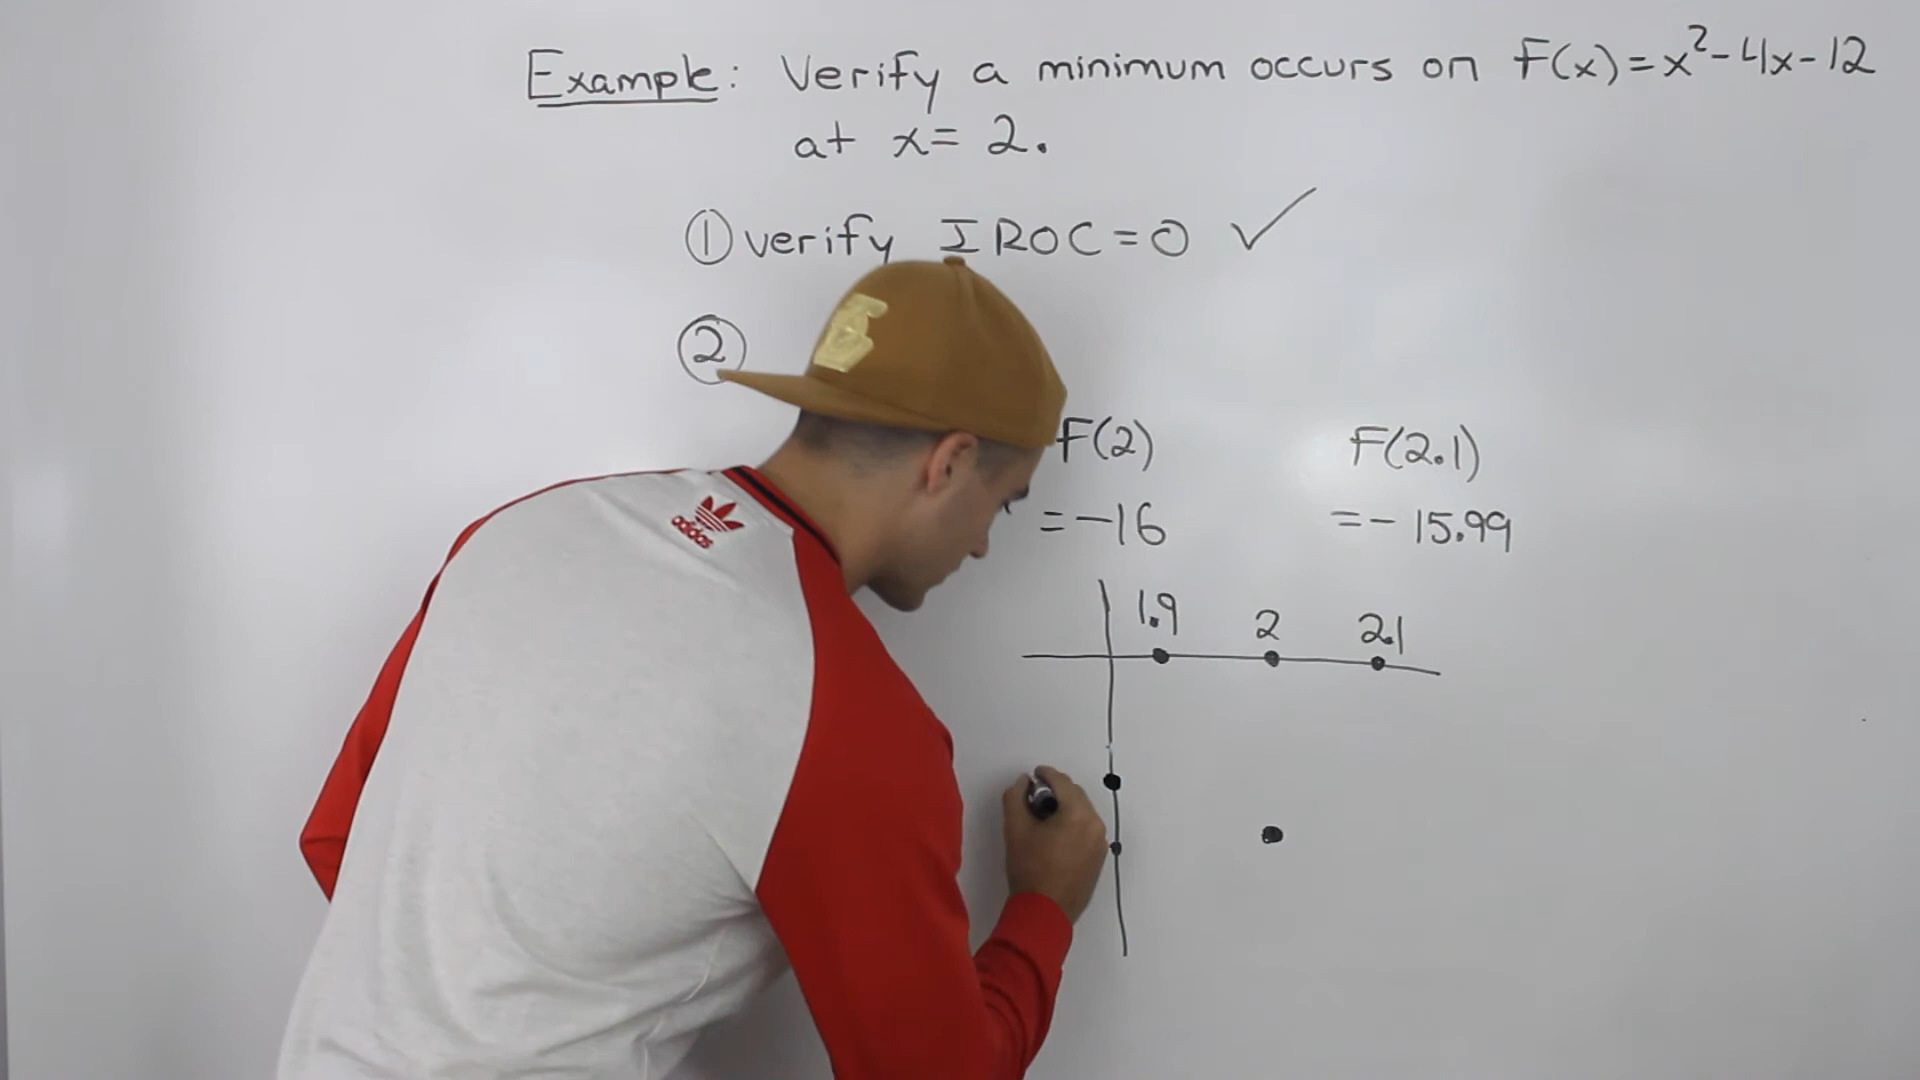 Example: Verify a minimum occurs on F(x)=x²-4x-12
at x= 2.
① verify IROC=0 ✓
②
F(2) F(2.1)
=-16 =-15.99
1.9 2 2.1
adidas